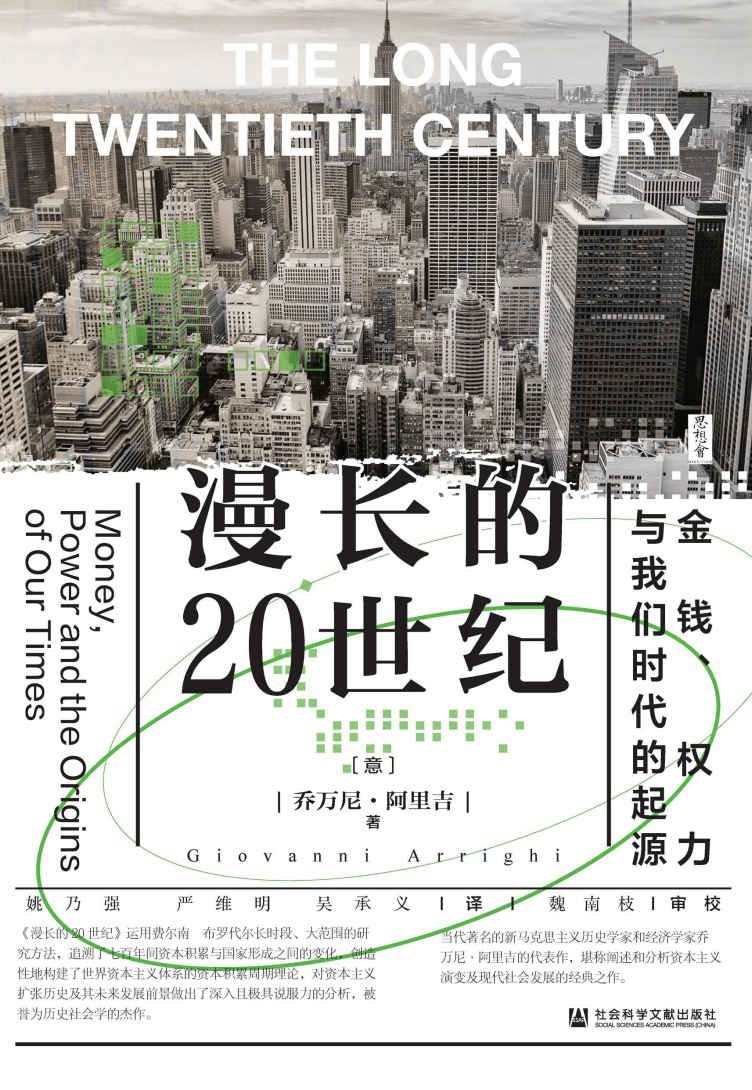 THE LONG
TWENTIETH CENTURY
思想會
漫长的
20世纪
Money,
Power and the Origins
of Our Times
金钱、权力
与我们时代的起源
[意]
| 乔万尼·阿里吉 |
著
Giovanni Arrighi
姚乃强 严维明 吴承义 | 译 | 魏南枝 | 审校
《漫长的20世纪》运用费尔南 布罗代尔长时段、大范围的研
究方法，追溯了七百年间资本积累与国家形成之间的变化，创造
性地构建了世界资本主义体系的资本积累周期理论，对资本主义
扩张历史及其未来发展前景做出了深入且极具说服力的分析，被
誉为历史社会学的杰作。
当代著名的新马克思主义历史学家和经济学家乔
万尼·阿里吉的代表作，堪称阐述和分析资本主义
演变及现代社会发展的经典之作。
SSAP
社会科学文献出版社
SOCIAL SCIENCES ACADEMIC PRESS (CHINA)